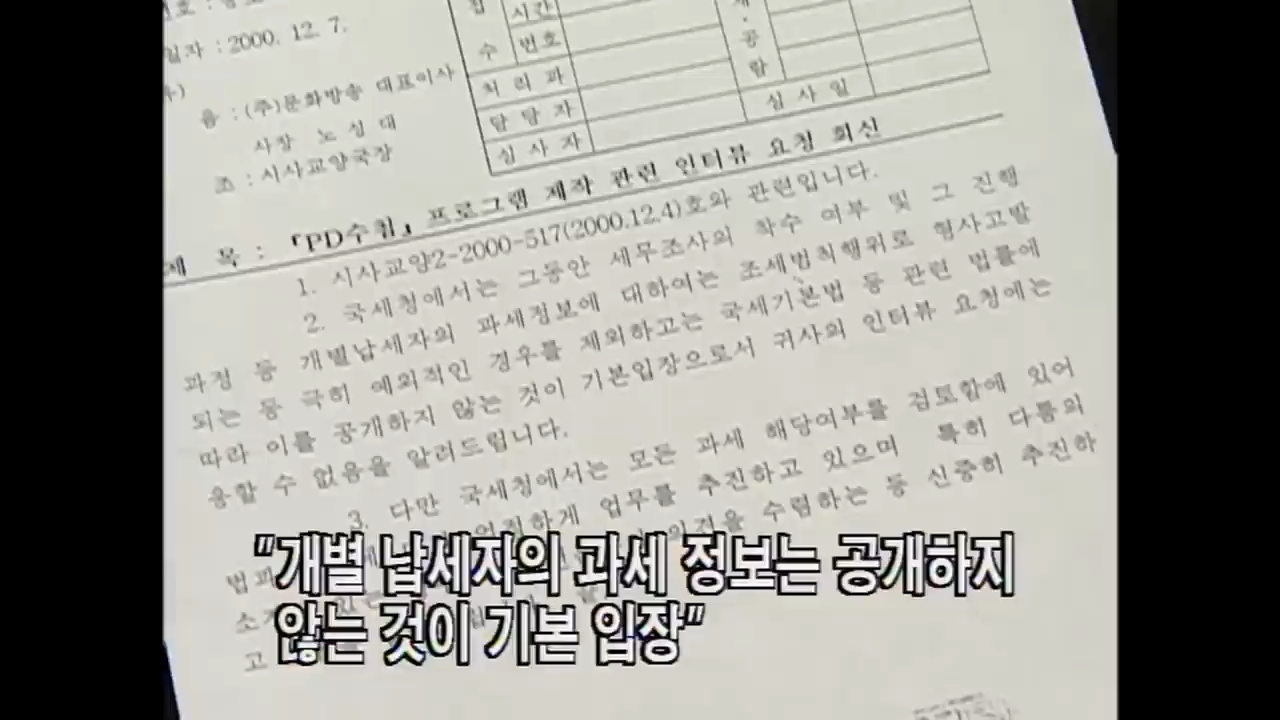 일자 : 2000. 12. 7.
수
시간
번호
처 리 과
담 당 자
심 사 자
공
람
심 사 일
음 : (주)문화방송 대표이사
사장 노 성 대
조 : 시사교양국장
제 목 : 『PD수첩』 프로그램 제작 관련 인터뷰 요청 회신
1. 시사교양2-2000-517(2000.12.4)호와 관련입니다.
2. 국세청에서는 그동안 세무조사의 착수 여부 및 그 진행
과정 등 개별납세자의 과세정보에 대하여는 조세범칙행위로 형사고발
되는 등 극히 예외적인 경우를 제외하고는 국세기본법 등 관련 법률에
따라 이를 공개하지 않는 것이 기본입장으로서 귀사의 인터뷰 요청에는
응할 수 없음을 알려드립니다.
3. 다만 국세청에서는 모든 과세 해당여부를 검토함에 있어
법과 업무를 추진하고 있으며 특히 다툼의
소지 의견을 수렴하는 등 신중히 추진하
고
"개별 납세자의 과세 정보는 공개하지
않는 것이 기본 입장"